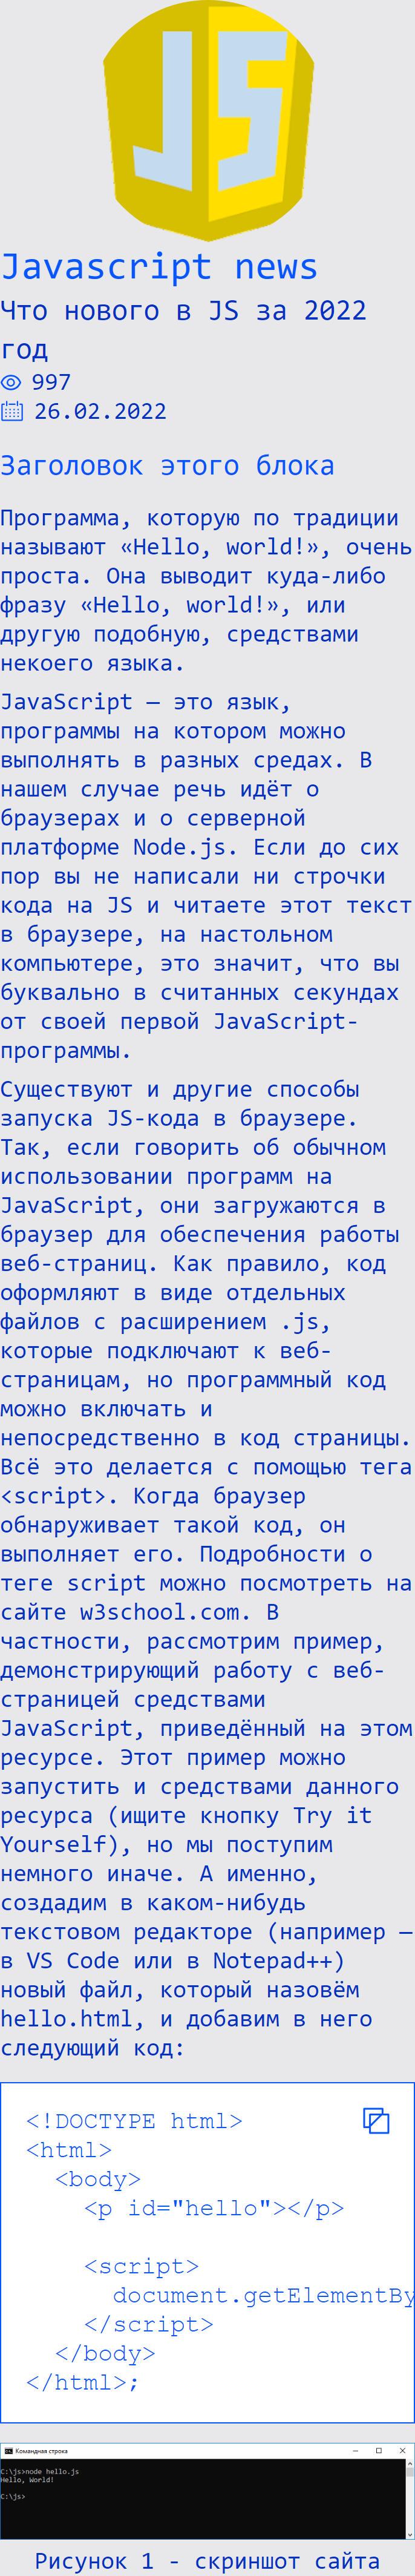 JS
Javascript news
Что нового в JS за 2022
год
997
26.02.2022
Заголовок этого блока
Программа, которую по традиции
называют «Hello, world!», очень
проста. Она выводит куда-либо
фразу «Hello, world!», или
другую подобную, средствами
некоего языка.
JavaScript — это язык,
программы на котором можно
выполнять в разных средах. В
нашем случае речь идёт о
браузерах и о серверной
платформе Node.js. Если до сих
пор вы не написали ни строчки
кода на JS и читаете этот текст
в браузере, на настольном
компьютере, это значит, что вы
буквально в считанных секундах
от своей первой JavaScript-
программы.
Существуют и другие способы
запуска JS-кода в браузере.
Так, если говорить об обычном
использовании программ на
JavaScript, они загружаются в
браузер для обеспечения работы
веб-страниц. Как правило, код
оформляют в виде отдельных
файлов с расширением .js,
которые подключают к веб-
страницам, но программный код
можно включать и
непосредственно в код страницы.
Всё это делается с помощью тега
<script>. Когда браузер
обнаруживает такой код, он
выполняет его. Подробности о
теге script можно посмотреть на
сайте w3school.com. В
частности, рассмотрим пример,
демонстрирующий работу с веб-
страницей средствами
JavaScript, приведённый на этом
ресурсе. Этот пример можно
запустить и средствами данного
ресурса (ищите кнопку Try it
Yourself), но мы поступим
немного иначе. А именно,
создадим в каком-нибудь
текстовом редакторе (например —
в VS Code или в Notepad++)
новый файл, который назовём
hello.html, и добавим в него
следующий код:
<!DOCTYPE html>
<html>
<body>
<p id="hello"></p>
<script>
document.getElementBy
</script>
</body>
</html>;
Командная строка
C:\js>node hello.js
Hello, World!
C:\js>
Рисунок 1 - скриншот сайта